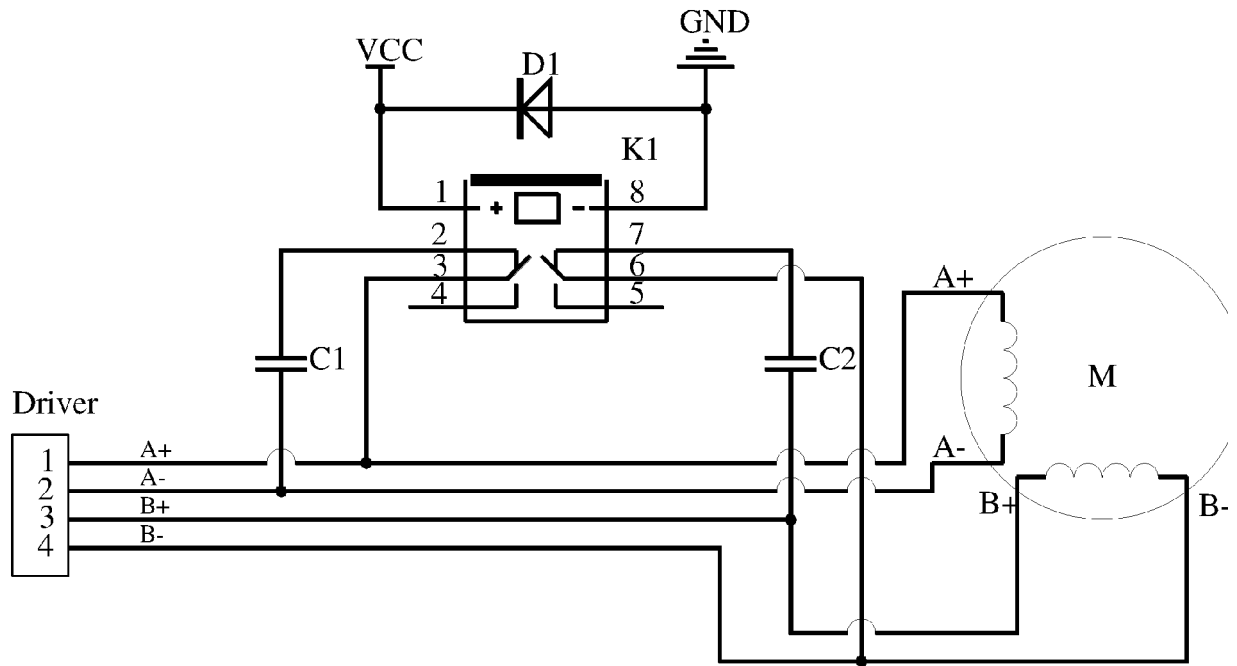 GND
VCC
D1
K1
1 + - 8
2 7
3 6
4 5
A+
C1 C2 M
Driver
1 A+ A-
2 A-
3 B+ B+ B-
4 B-